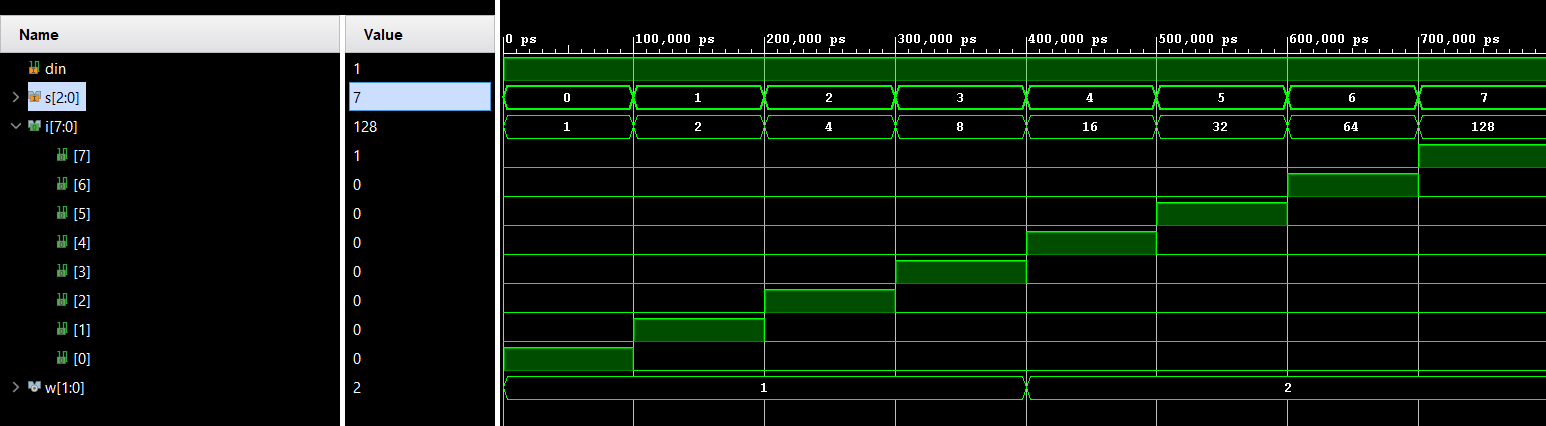 Name Value 0 ps 100,000 ps 200,000 ps 300,000 ps 400,000 ps 500,000 ps 600,000 ps 700,000 ps
din 1
s[2:0] 7 0 1 2 3 4 5 6 7
i[7:0] 128 1 2 4 8 16 32 64 128
[7] 1
[6] 0
[5] 0
[4] 0
[3] 0
[2] 0
[1] 0
[0] 0
w[1:0] 2 1 2